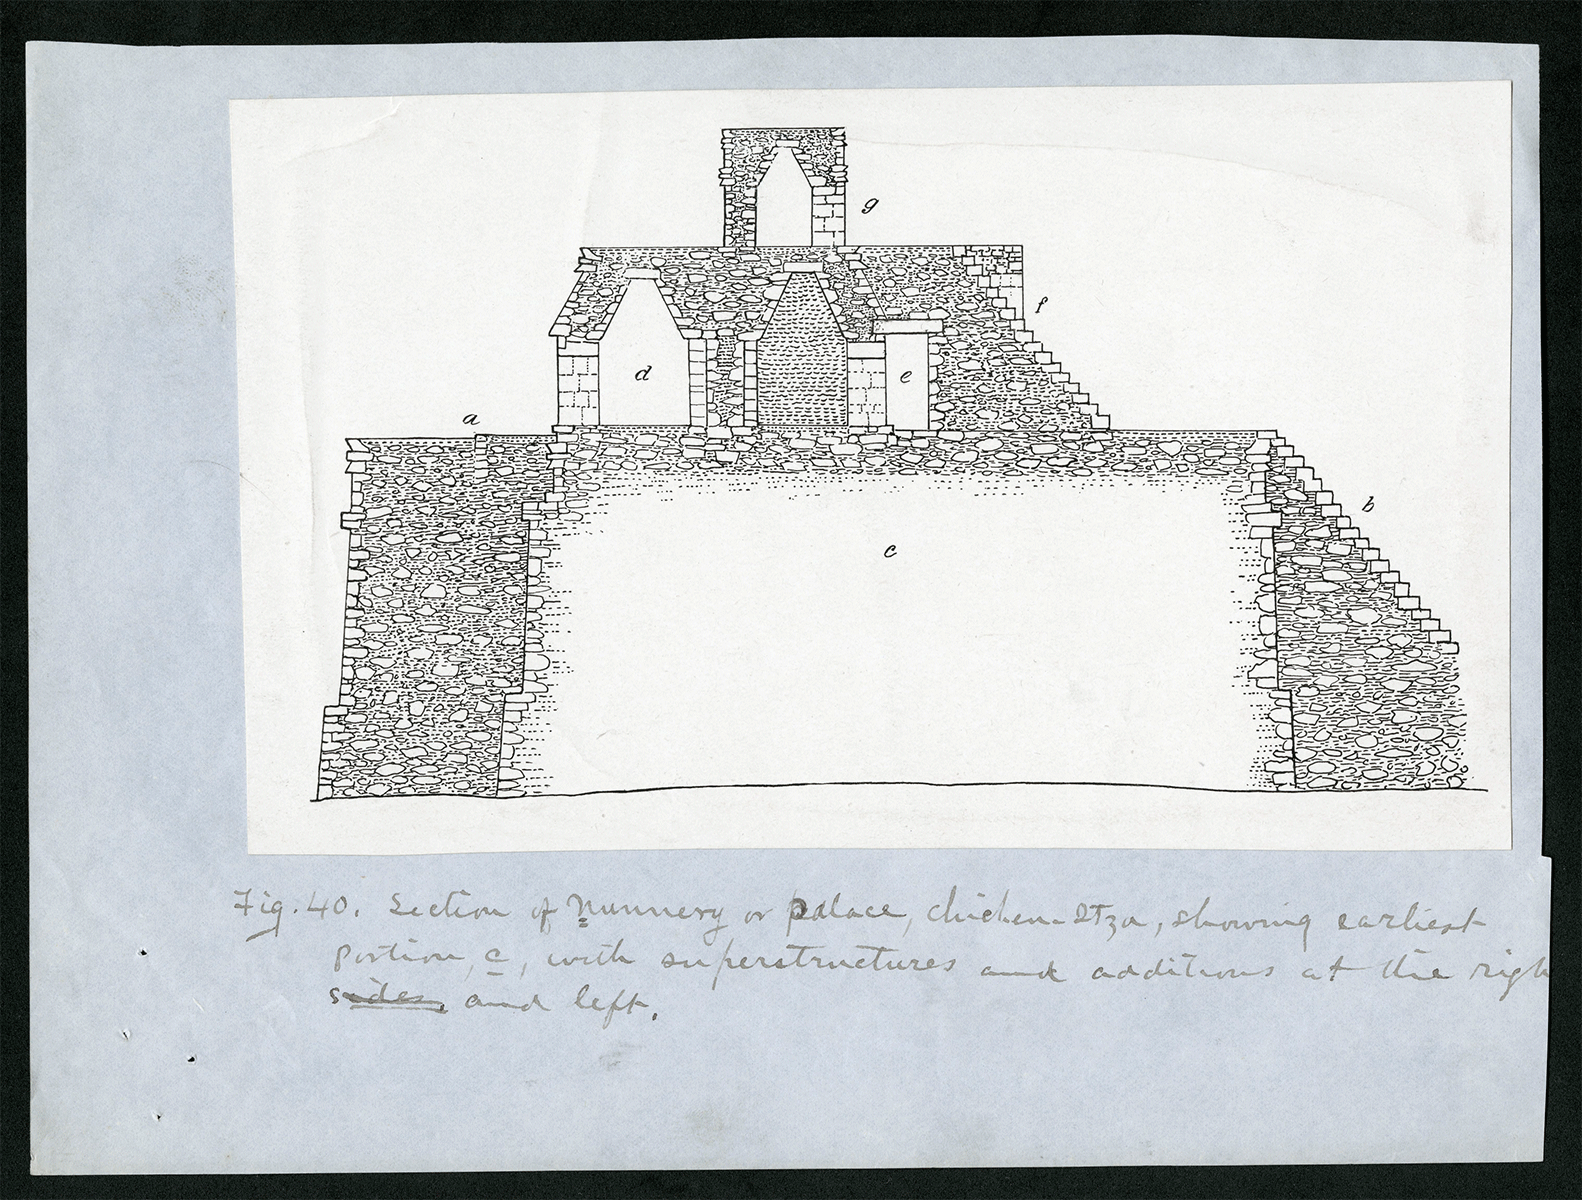 g
f
d
e
a
b
c
Fig. 40. Section of Nunnery or palace, Chichen-Itza, showing earliest
portion, c, with superstructures and additions at the righ
sides, and left.